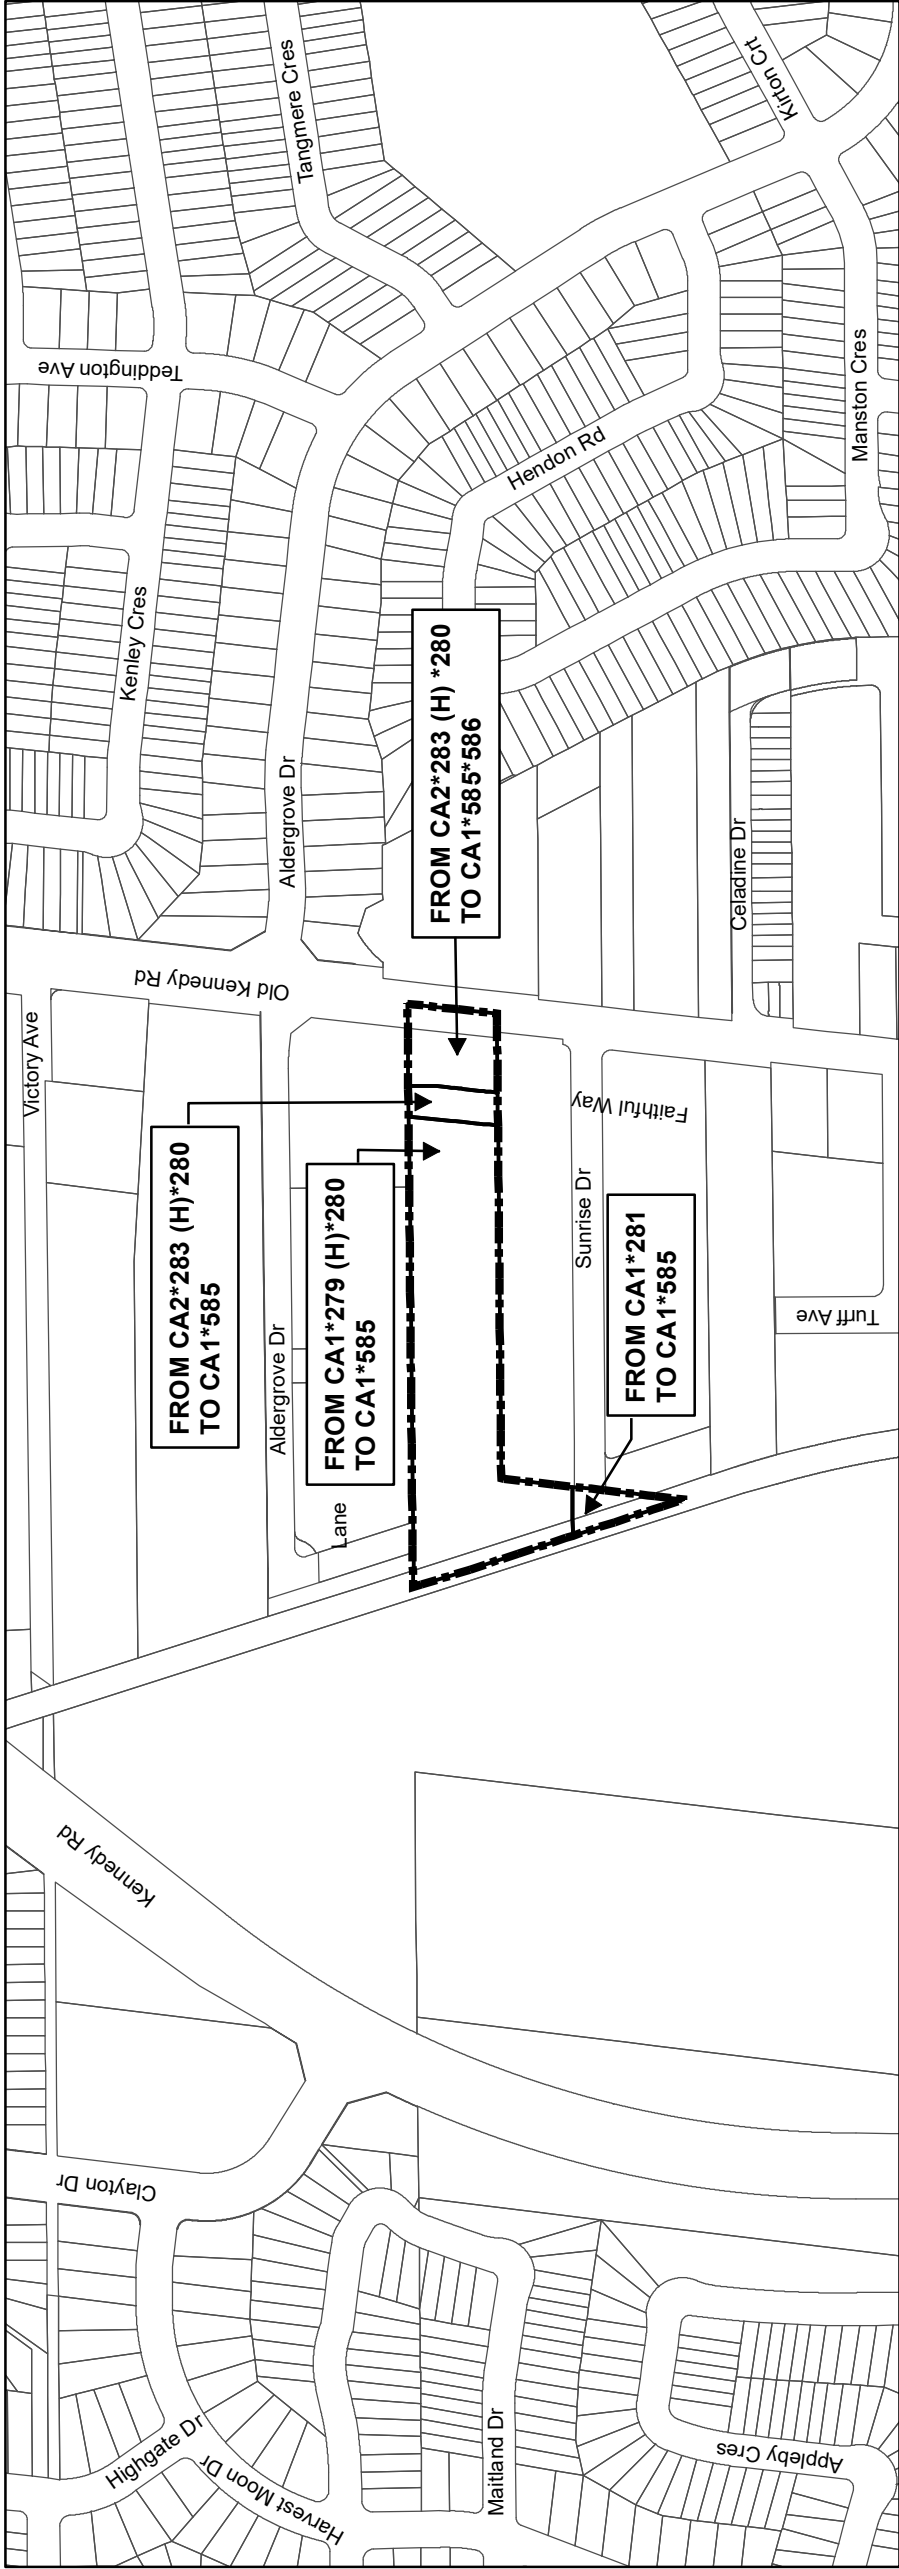 Tangmere Cres
Kirton Crt
Teddington Ave
Manston Cres
Hendon Rd
Kenley Cres
FROM CA2*283 (H) *280
TO CA1*585*586
Aldergrove Dr
Celadine Dr
Old Kennedy Rd
Victory Ave
Faithful Way
FROM CA2*283 (H)*280
TO CA1*585
FROM CA1*279 (H)*280
TO CA1*585
Sunrise Dr
FROM CA1*281
TO CA1*585
Turff Ave
Aldergrove Dr
Lane
Kennedy Rd
Clayton Dr
Highgate Dr
Harvest Moon Dr
Maitland Dr
Appleby Cres